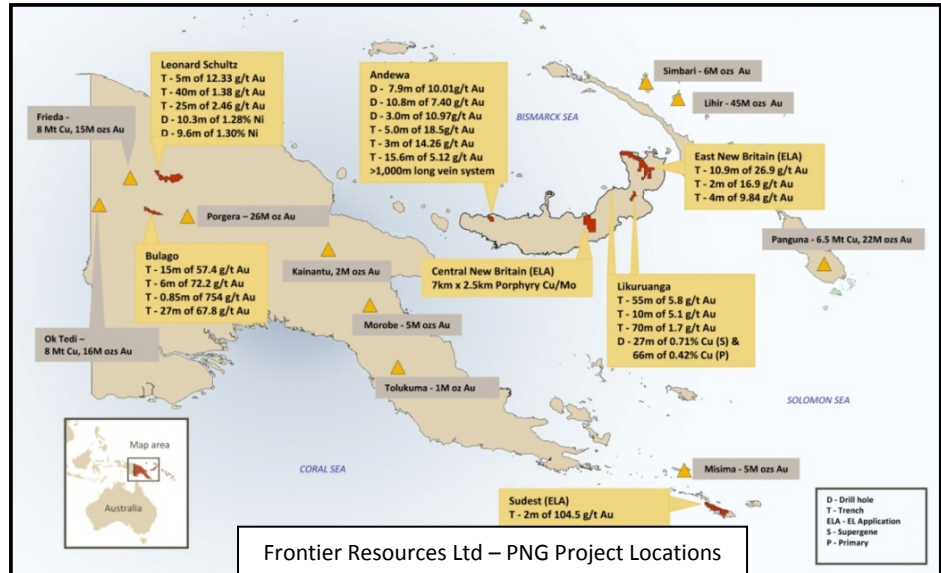 Leonard Schultz
T - 5m of 12.33 g/t Au
T - 40m of 1.38 g/t Au
T - 25m of 2.46 g/t Au
D - 10.3m of 1.28% Ni
D - 9.6m of 1.30% Ni
Frieda -
8 Mt Cu, 15M ozs Au
Andewa
D - 7.9m of 10.01g/t Au
D - 10.8m of 7.40 g/t Au
D - 3.0m of 10.97g/t Au
T - 5.0m of 18.5g/t Au
T - 3m of 14.26 g/t Au
T - 15.6m of 5.12 g/t Au
>1,000m long vein system
BISMARCK SEA
Simbari - 6M ozs Au
Lihir - 45M ozs Au
East New Britain (ELA)
T - 10.9m of 26.9 g/t Au
T - 2m of 16.9 g/t Au
T - 4m of 9.84 g/t Au
Porgera – 26M oz Au
Bulago
T - 15m of 57.4 g/t Au
T - 6m of 72.2 g/t Au
T - 0.85m of 754 g/t Au
T - 27m of 67.8 g/t Au
Kainantu, 2M ozs Au
Central New Britain (ELA)
7km x 2.5km Porphyry Cu/Mo
Panguna - 6.5 Mt Cu, 22M ozs Au
Likuruanga
T - 55m of 5.8 g/t Au
T - 10m of 5.1 g/t Au
T - 70m of 1.7 g/t Au
D - 27m of 0.71% Cu (S) &
66m of 0.42% Cu (P)
Ok Tedi –
8 Mt Cu, 16M ozs Au
Morobe - 5M ozs Au
Tolukuma - 1M oz Au
SOLOMON SEA
Map area
Australia
CORAL SEA
Misima - 5M ozs Au
Sudest (ELA)
T - 2m of 104.5 g/t Au
D - Drill hole
T - Trench
ELA - EL Application
S - Supergene
P - Primary
Frontier Resources Ltd – PNG Project Locations